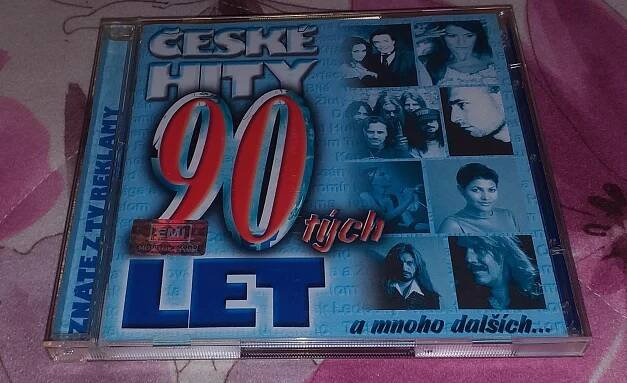 ČESKÉ
HITY
90
tých
LET
EMI
ZNÁTE Z TV REKLAMY
a mnoho dalších...